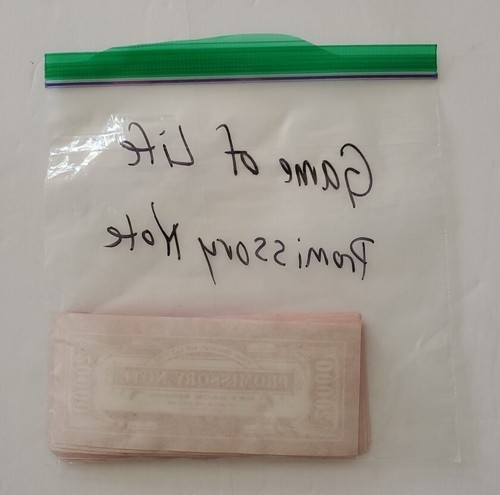 Game of Life
Promissory Note
PROMISSORY NOTE